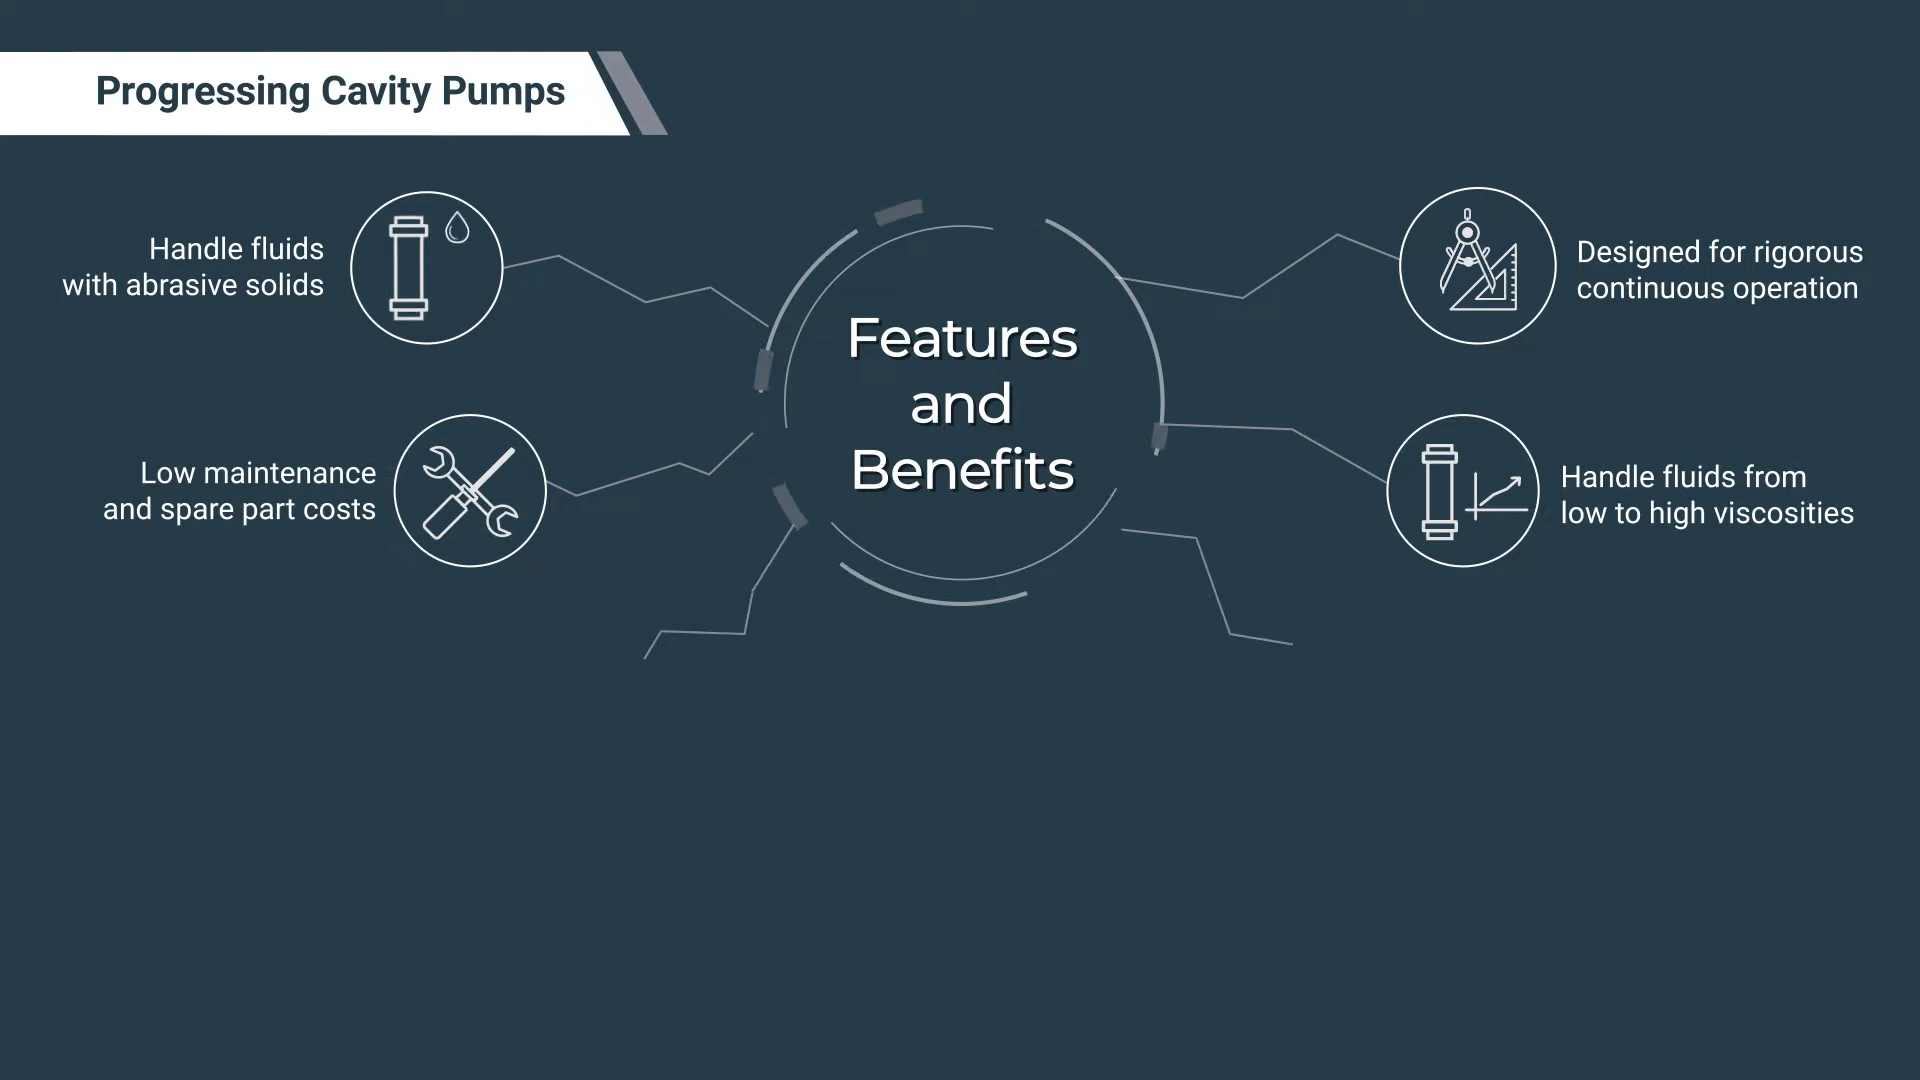 Progressing Cavity Pumps
Handle fluids
with abrasive solids
Low maintenance
and spare part costs
Features
and
Benefits
Designed for rigorous
continuous operation
Handle fluids from
low to high viscosities